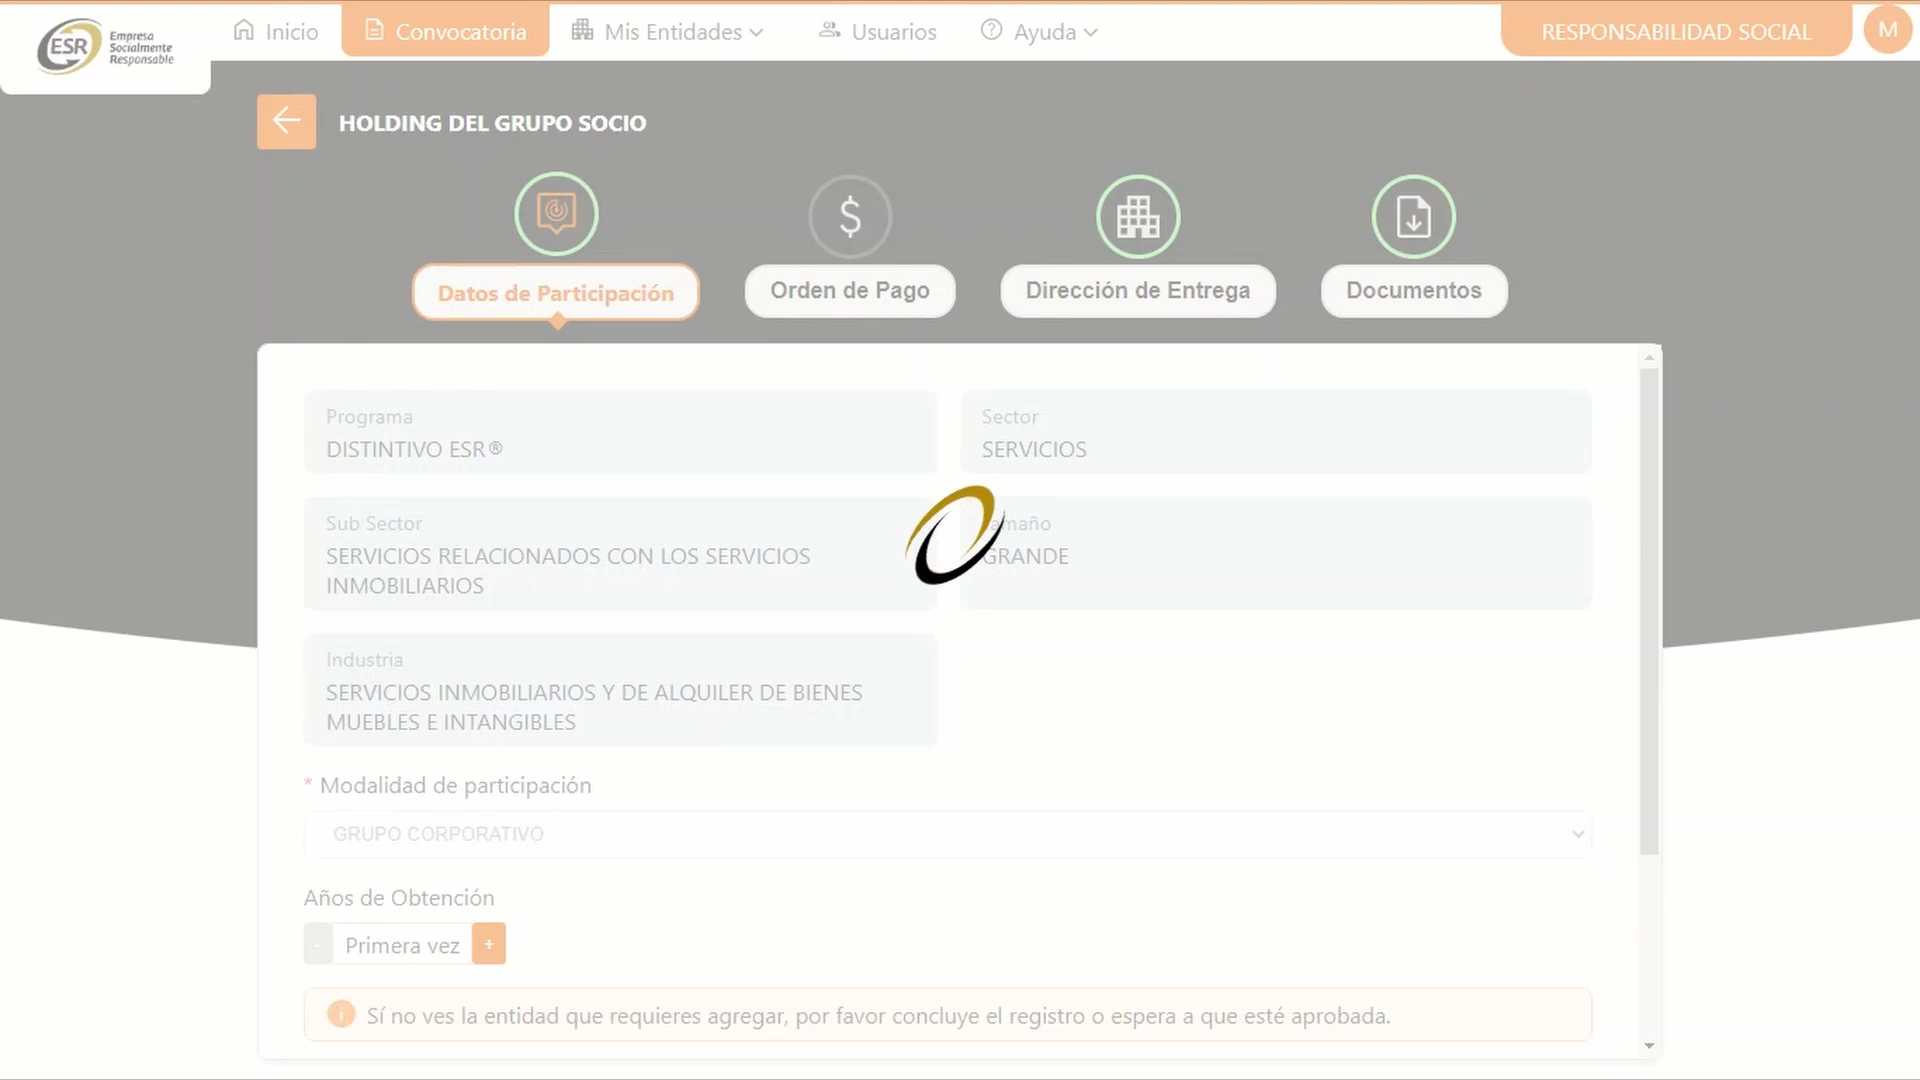 ESR
Empresa
Socialmente
Responsable
Inicio
Convocatoria
Mis Entidades
Usuarios
Ayuda
RESPONSABILIDAD SOCIAL
M
HOLDING DEL GRUPO SOCIO
$
Datos de Participación
Orden de Pago
Dirección de Entrega
Documentos
Programa
DISTINTIVO ESR®
Sector
SERVICIOS
Sub Sector
SERVICIOS RELACIONADOS CON LOS SERVICIOS
INMOBILIARIOS
amaño
GRANDE
Industria
SERVICIOS INMOBILIARIOS Y DE ALQUILER DE BIENES
MUEBLES E INTANGIBLES
* Modalidad de participación
GRUPO CORPORATIVO
Años de Obtención
- Primera vez +
Sí no ves la entidad que requieres agregar, por favor concluye el registro o espera a que esté aprobada.